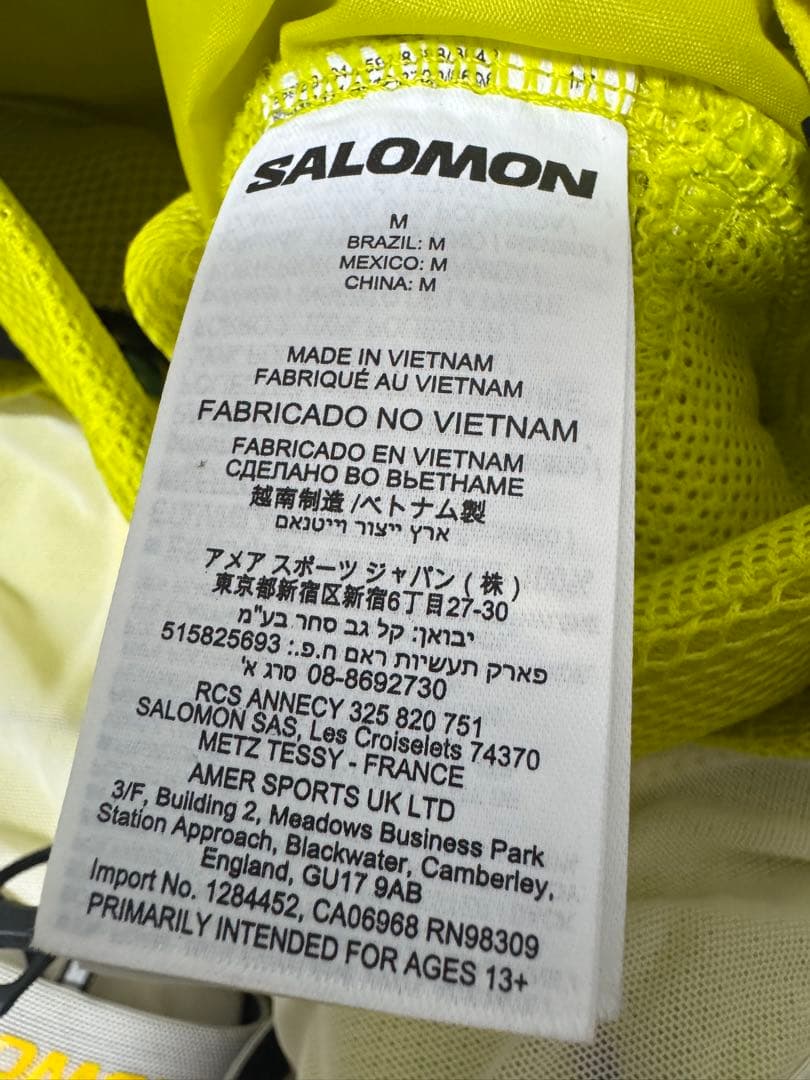 SALOMON
M
BRAZIL: M
MEXICO: M
CHINA: M
MADE IN VIETNAM
FABRIQUÉ AU VIETNAM
FABRICADO NO VIETNAM
FABRICADO EN VIETNAM
СДЕЛАНО ВО ВЬЕТНАМЕ
越南制造 /ベトナム製
ארץ ייצור וייטנאם
アメア スポーツ ジャパン ( 株 )
東京都新宿区新宿6丁目27-30
יבואן: קל גב סחר בע"מ
פארק תעשיות ראם ח.פ.: 515825693
08-8692730 סרג א'
RCS ANNECY 325 820 751
SALOMON SAS, Les Croiselets 74370
METZ TESSY - FRANCE
AMER SPORTS UK LTD
3/F, Building 2, Meadows Business Park
Station Approach, Blackwater, Camberley,
England, GU17 9AB
Import No. 1284452, CA06968 RN98309
PRIMARILY INTENDED FOR AGES 13+